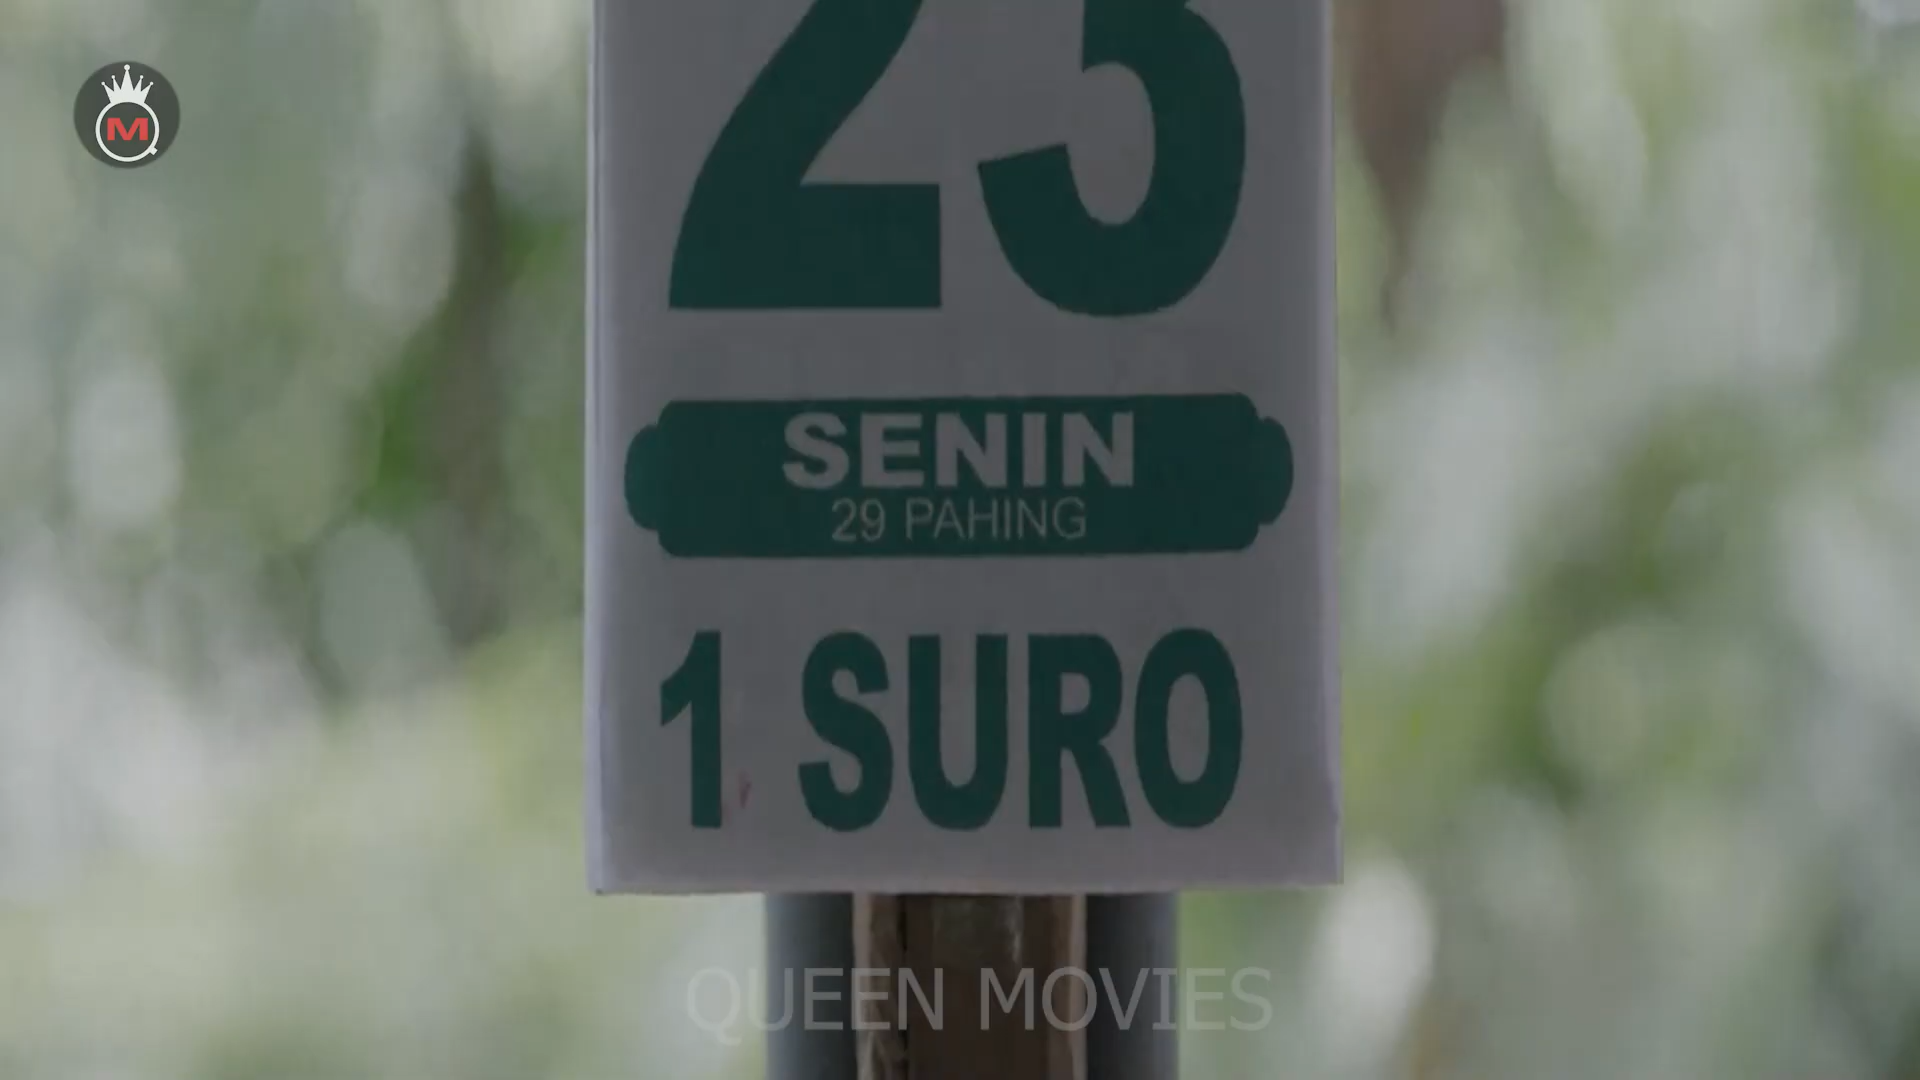 M
23
SENIN
29 PAHING
1 SURO
QUEEN MOVIES